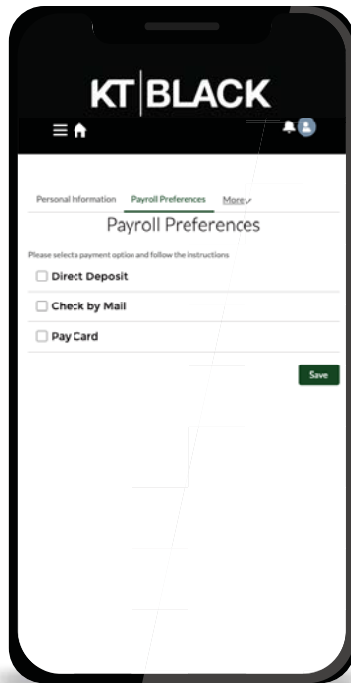 KT|BLACK
Personal Iformation Payroll Preferences More
Payroll Preferences
Please selects payment option and follow the instructions
Direct Deposit
Check by Mail
Pay Card
Save